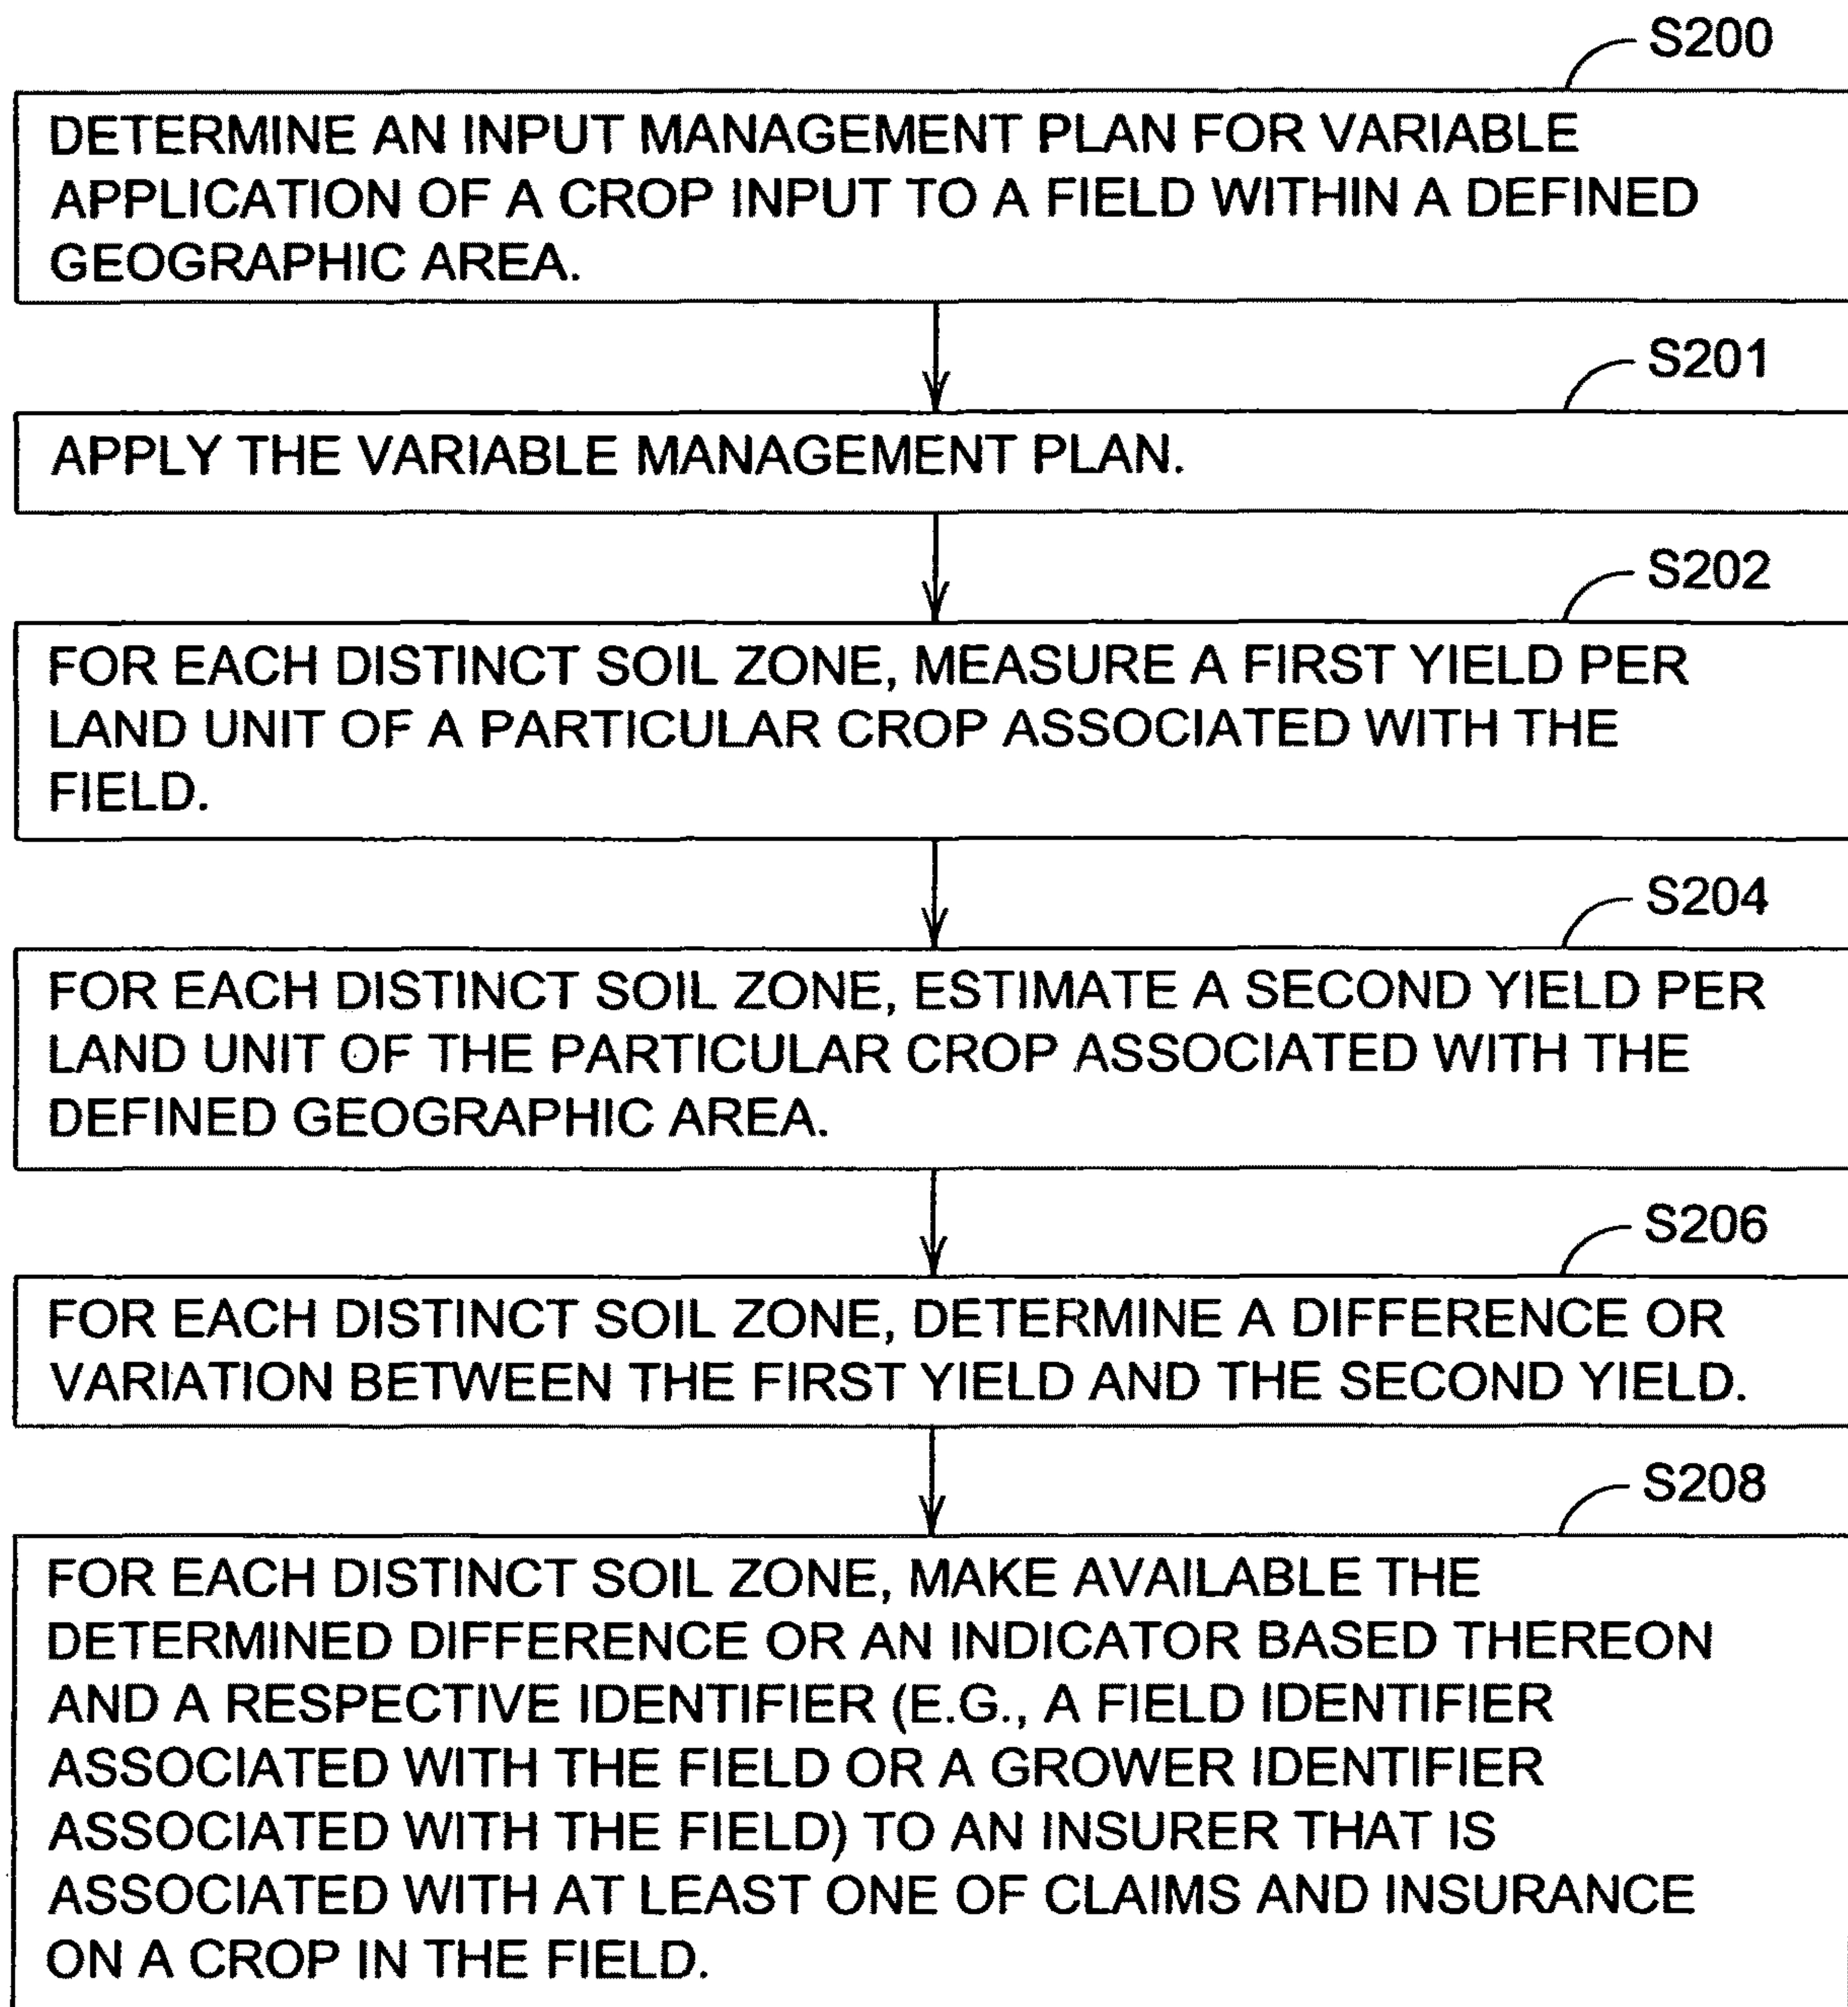 S200
DETERMINE AN INPUT MANAGEMENT PLAN FOR VARIABLE
APPLICATION OF A CROP INPUT TO A FIELD WITHIN A DEFINED
GEOGRAPHIC AREA.
S201
APPLY THE VARIABLE MANAGEMENT PLAN.
S202
FOR EACH DISTINCT SOIL ZONE, MEASURE A FIRST YIELD PER
LAND UNIT OF A PARTICULAR CROP ASSOCIATED WITH THE
FIELD.
S204
FOR EACH DISTINCT SOIL ZONE, ESTIMATE A SECOND YIELD PER
LAND UNIT OF THE PARTICULAR CROP ASSOCIATED WITH THE
DEFINED GEOGRAPHIC AREA.
S206
FOR EACH DISTINCT SOIL ZONE, DETERMINE A DIFFERENCE OR
VARIATION BETWEEN THE FIRST YIELD AND THE SECOND YIELD.
S208
FOR EACH DISTINCT SOIL ZONE, MAKE AVAILABLE THE
DETERMINED DIFFERENCE OR AN INDICATOR BASED THEREON
AND A RESPECTIVE IDENTIFIER (E.G., A FIELD IDENTIFIER
ASSOCIATED WITH THE FIELD OR A GROWER IDENTIFIER
ASSOCIATED WITH THE FIELD) TO AN INSURER THAT IS
ASSOCIATED WITH AT LEAST ONE OF CLAIMS AND INSURANCE
ON A CROP IN THE FIELD.